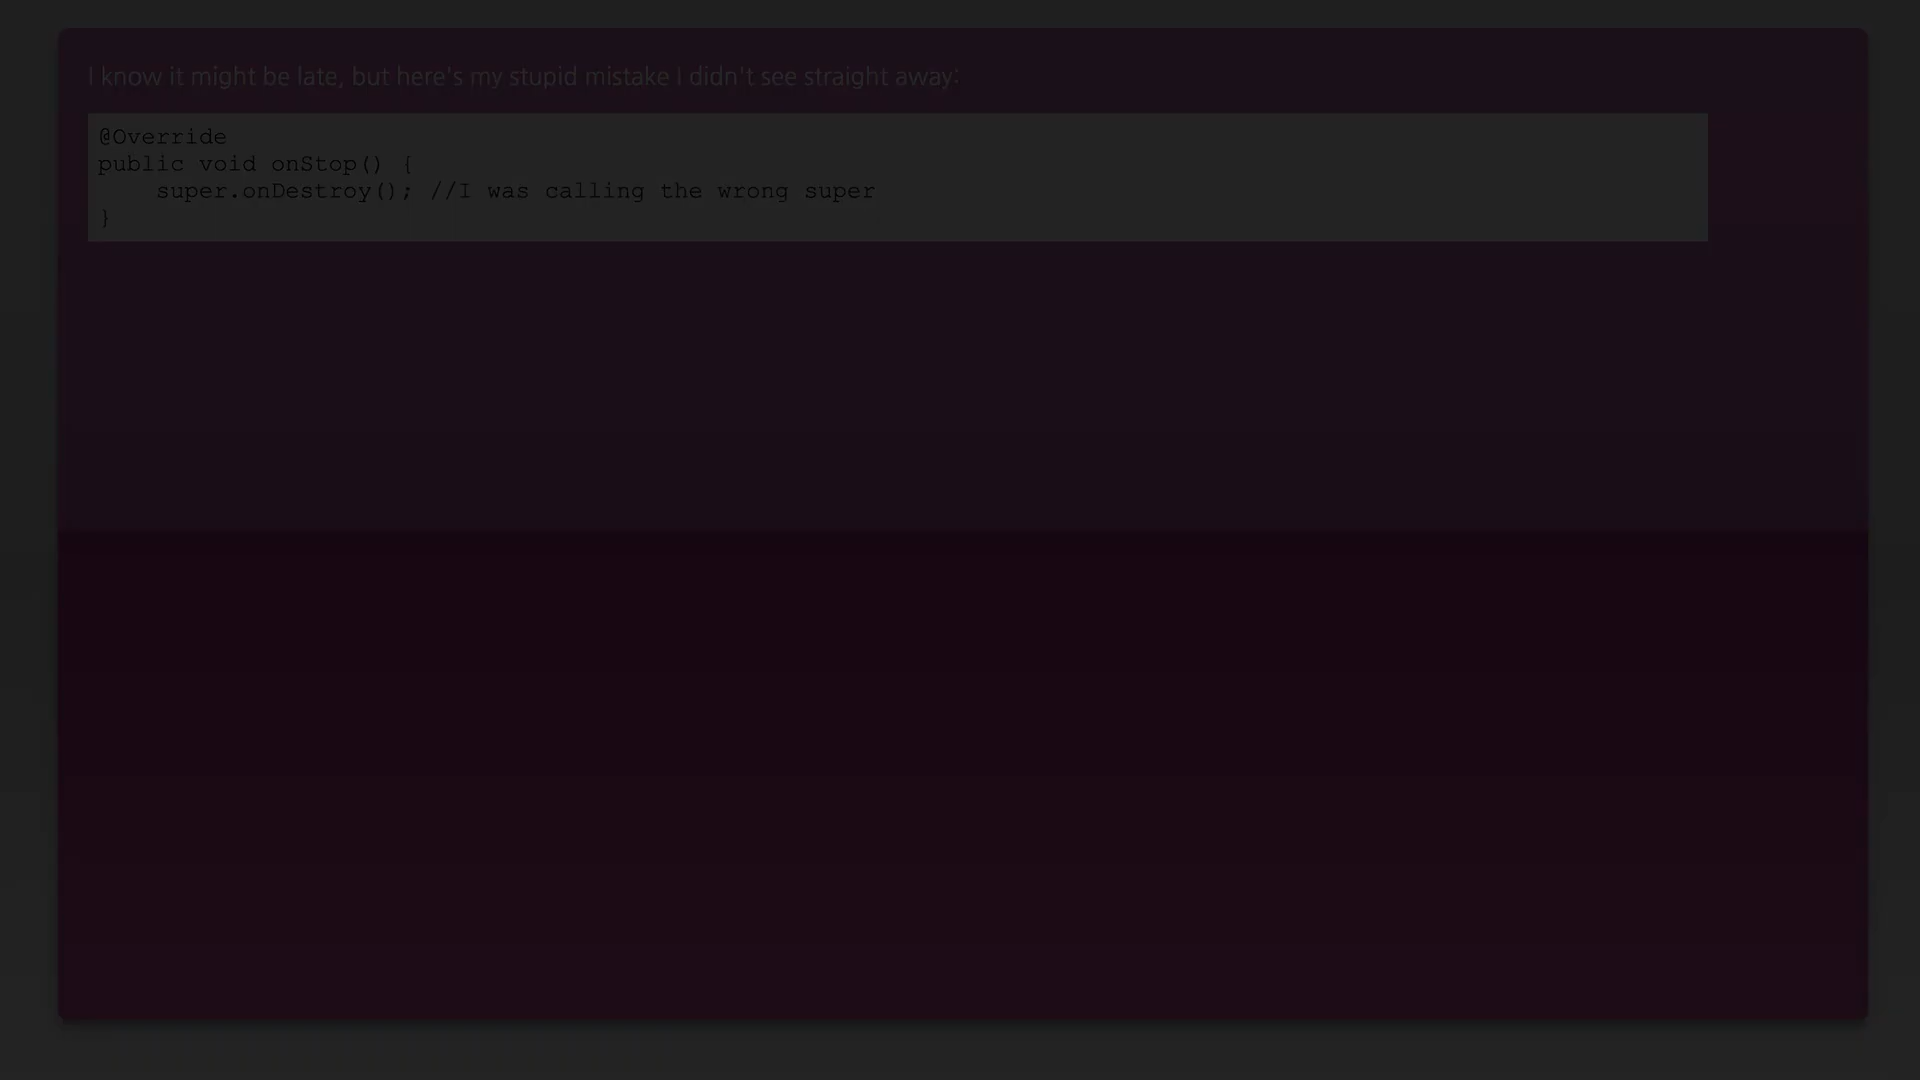 I know it might be late, but here's my stupid mistake I didn't see straight away:
@Override
public void onStop() {
    super.onDestroy(); //I was calling the wrong super
}